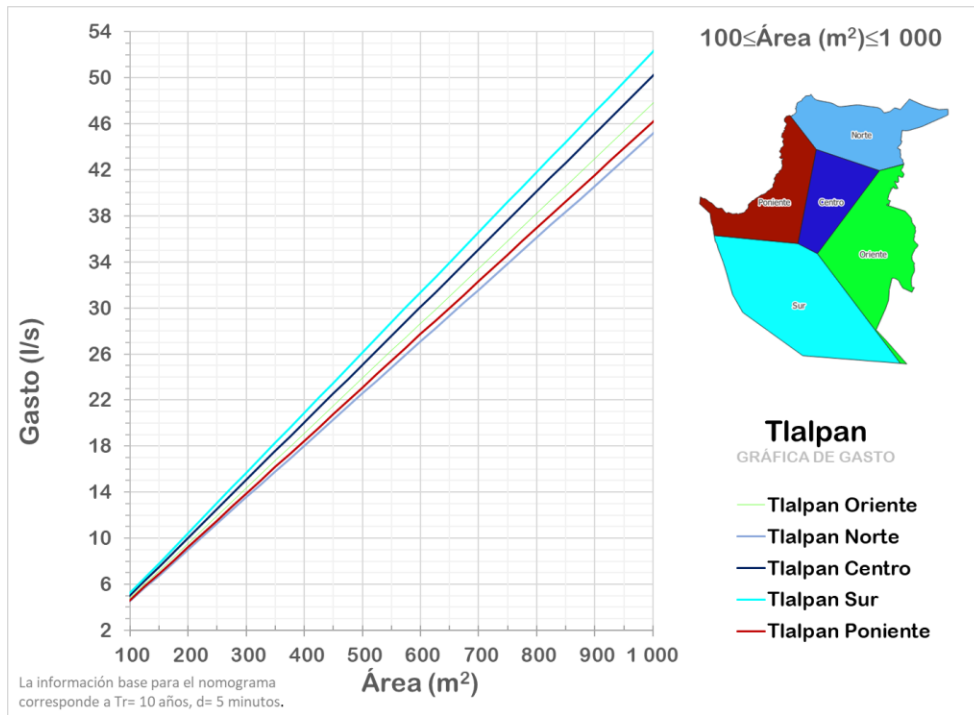 54
50
46
42
38
34
30
26
22
18
14
10
6
2
Gasto (l/s)
100 200 300 400 500 600 700 800 900 1 000
Área (m²)
La información base para el nomograma
corresponde a Tr= 10 años, d= 5 minutos.
100≤Área (m²)≤1 000
Norte
Poniente
Centro
Oriente
Sur
Tlalpan
GRÁFICA DE GASTO
Tlalpan Oriente
Tlalpan Norte
Tlalpan Centro
Tlalpan Sur
Tlalpan Poniente